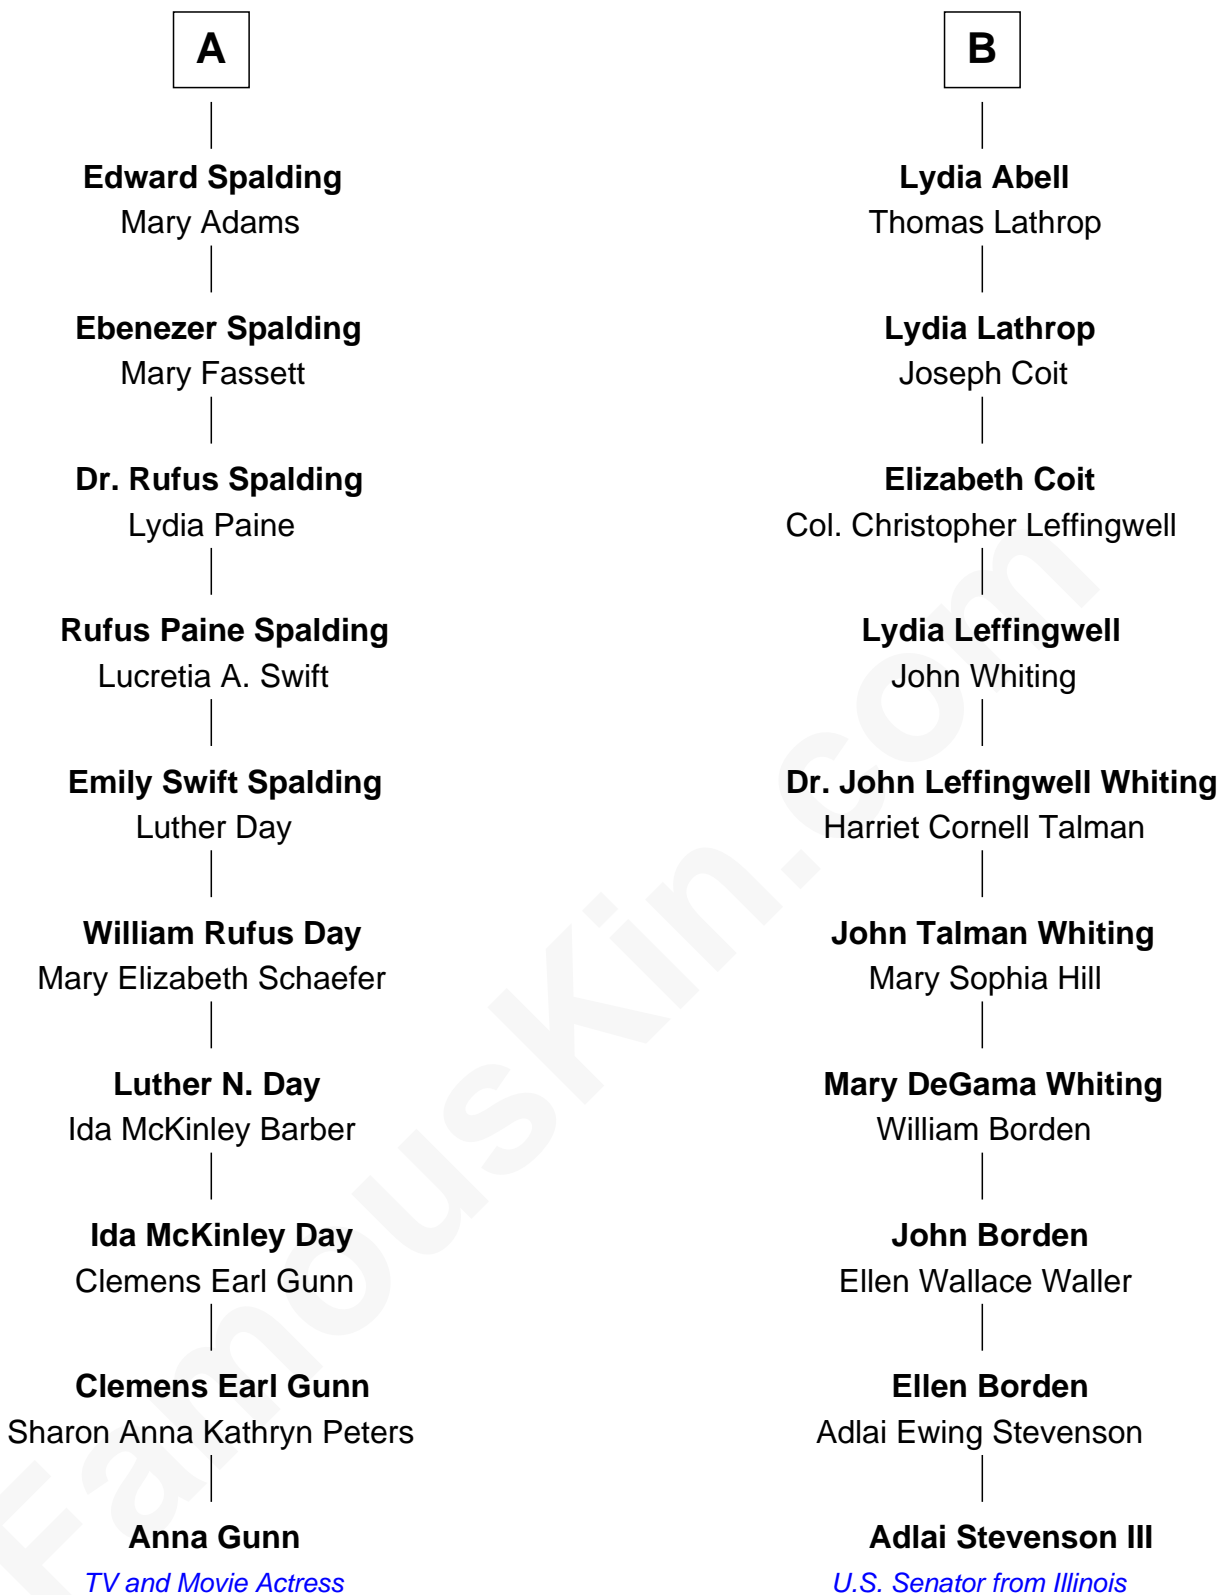 A
Edward Spalding
Mary Adams
Ebenezer Spalding
Mary Fassett
Dr. Rufus Spalding
Lydia Paine
Rufus Paine Spalding
Lucretia A. Swift
Emily Swift Spalding
Luther Day
William Rufus Day
Mary Elizabeth Schaefer
Luther N. Day
Ida McKinley Barber
Ida McKinley Day
Clemens Earl Gunn
Clemens Earl Gunn
Sharon Anna Kathryn Peters
Anna Gunn
TV and Movie Actress
B
Lydia Abell
Thomas Lathrop
Lydia Lathrop
Joseph Coit
Elizabeth Coit
Col. Christopher Leffingwell
Lydia Leffingwell
John Whiting
Dr. John Leffingwell Whiting
Harriet Cornell Talman
John Talman Whiting
Mary Sophia Hill
Mary DeGama Whiting
William Borden
John Borden
Ellen Wallace Waller
Ellen Borden
Adlai Ewing Stevenson
Adlai Stevenson III
U.S. Senator from Illinois
FamousKin.com